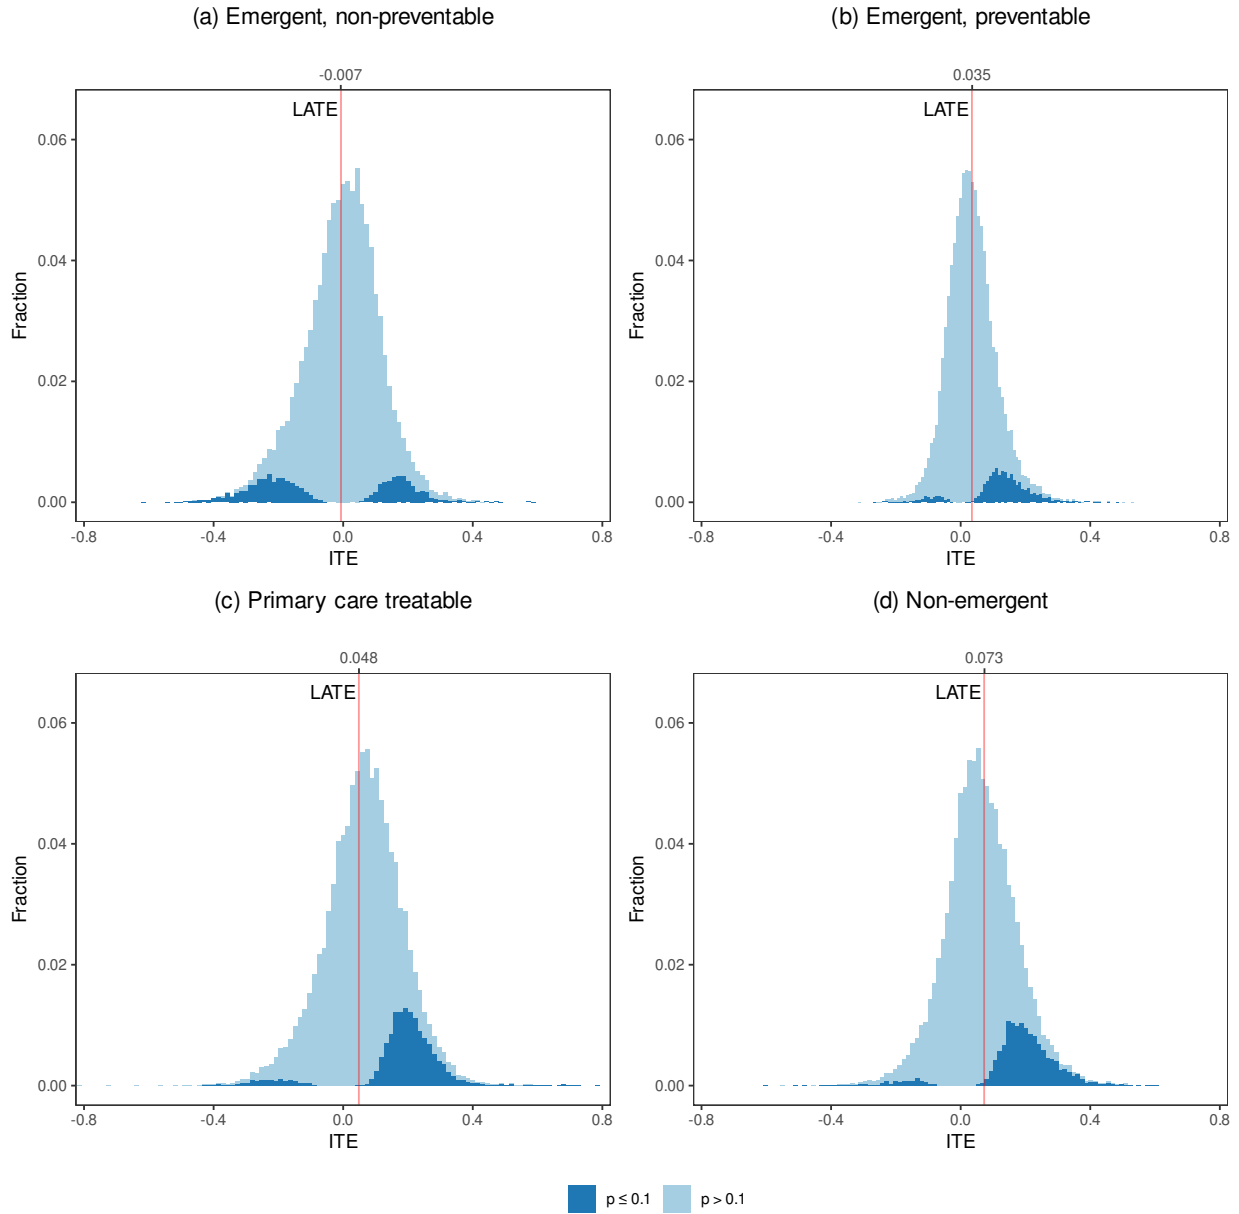 (a) Emergent, non-preventable
-0.007
LATE
0.06
0.04
0.02
0.00
Fraction
-0.8 -0.4 0.0 0.4 0.8
ITE
(b) Emergent, preventable
0.035
LATE
0.06
0.04
0.02
0.00
Fraction
-0.8 -0.4 0.0 0.4 0.8
ITE
(c) Primary care treatable
0.048
LATE
0.06
0.04
0.02
0.00
Fraction
-0.8 -0.4 0.0 0.4 0.8
ITE
(d) Non-emergent
0.073
LATE
0.06
0.04
0.02
0.00
Fraction
-0.8 -0.4 0.0 0.4 0.8
ITE
p ≤ 0.1 p > 0.1